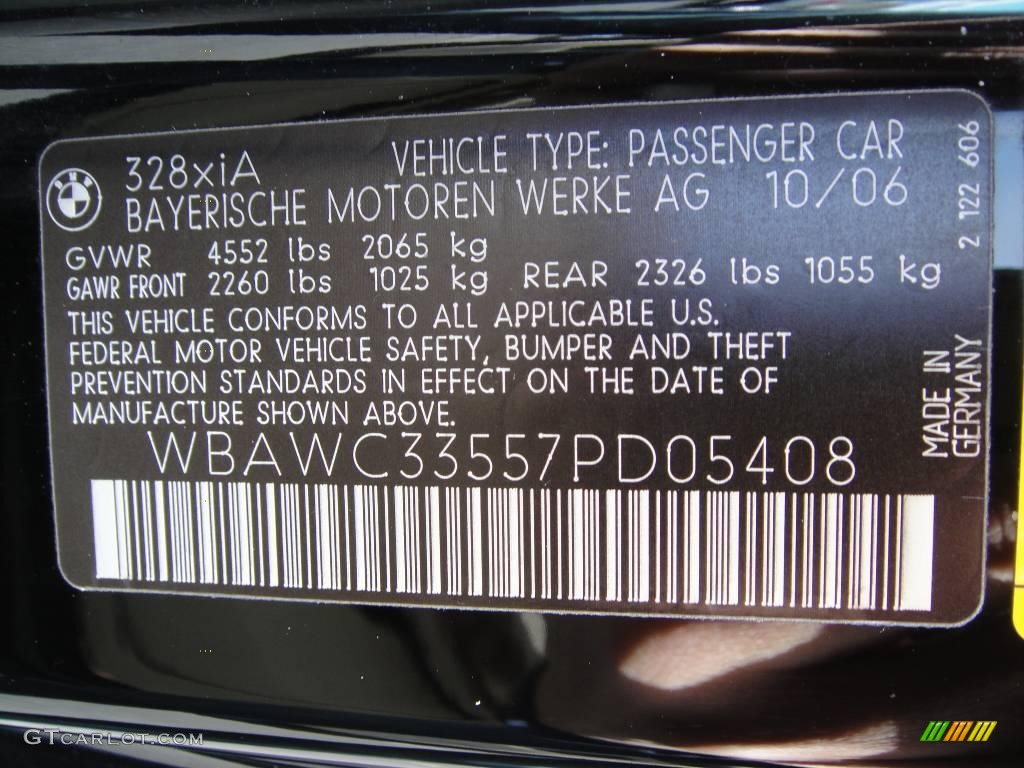 328xiA VEHICLE TYPE: PASSENGER CAR
BAYERISCHE MOTOREN WERKE AG 10/06
GVWR 4552 lbs 2065 kg
GAWR FRONT 2260 lbs 1025 kg REAR 2326 lbs 1055 kg
THIS VEHICLE CONFORMS TO ALL APPLICABLE U.S.
FEDERAL MOTOR VEHICLE SAFETY, BUMPER AND THEFT
PREVENTION STANDARDS IN EFFECT ON THE DATE OF
MANUFACTURE SHOWN ABOVE.
WBAWC33557PD05408
2 122 606
MADE IN
GERMANY
BMW
GTCARLOT.COM